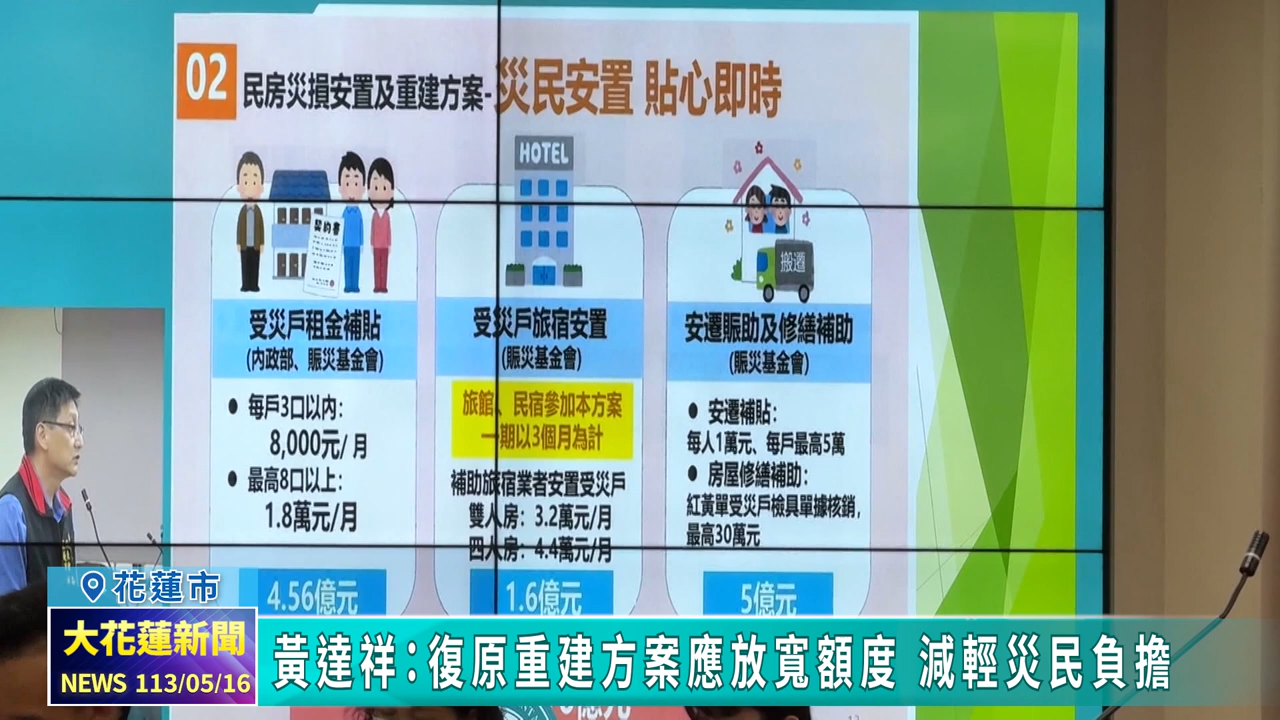 02
民房災損安置及重建方案-災民安置 貼心即時
契約書
HOTEL
搬遷
受災戶租金補貼
(內政部、賑災基金會)
● 每戶3口以內:
8,000元/月
● 最高8口以上:
1.8萬元/月
4.56億元
受災戶旅宿安置
(賑災基金會)
旅館、民宿參加本方案
一期以3個月為計
補助旅宿業者安置受災戶
雙人房: 3.2萬元/月
四人房: 4.4萬元/月
1.6億元
安遷賑助及修繕補助
(賑災基金會)
● 安遷補貼:
每人1萬元、每戶最高5萬
● 房屋修繕補助:
紅黃單受災戶檢具單據核銷,
最高30萬元
5億元
花蓮市
大花蓮新聞
NEWS 113/05/16
黃達祥:復原重建方案應放寬額度 減輕災民負擔